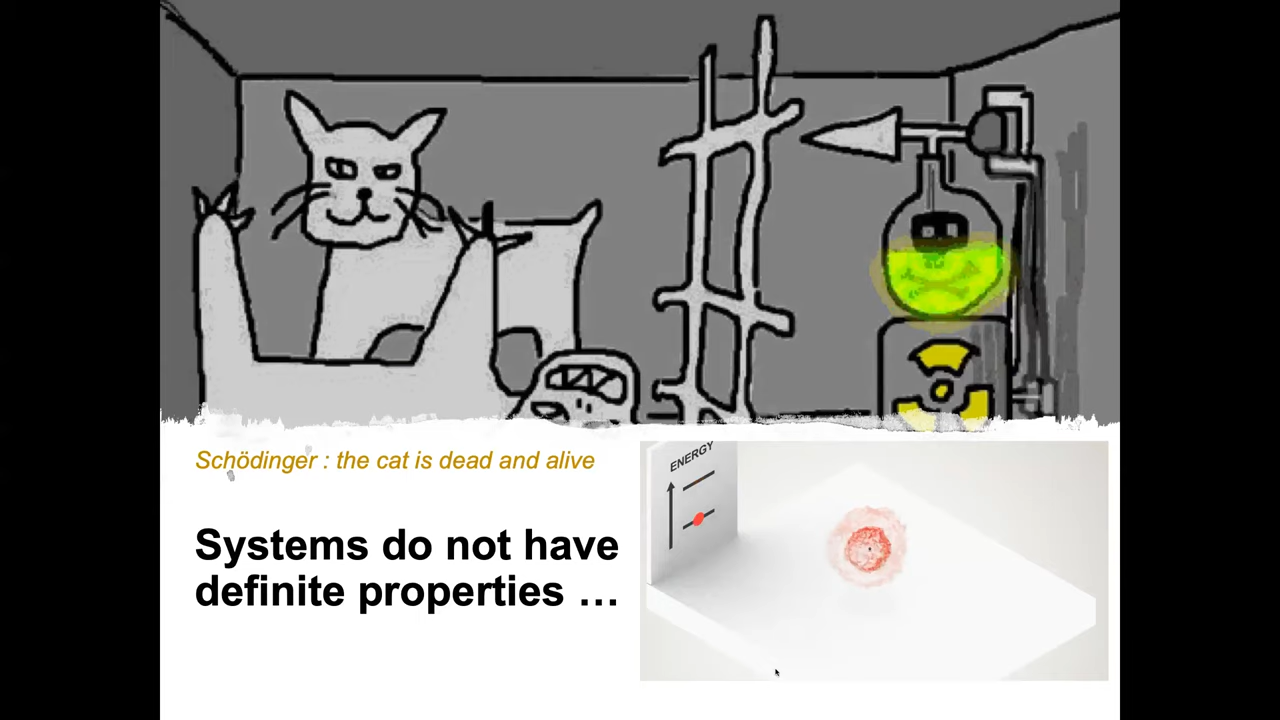 Schödinger : the cat is dead and alive
ENERGY
Systems do not have
definite properties …